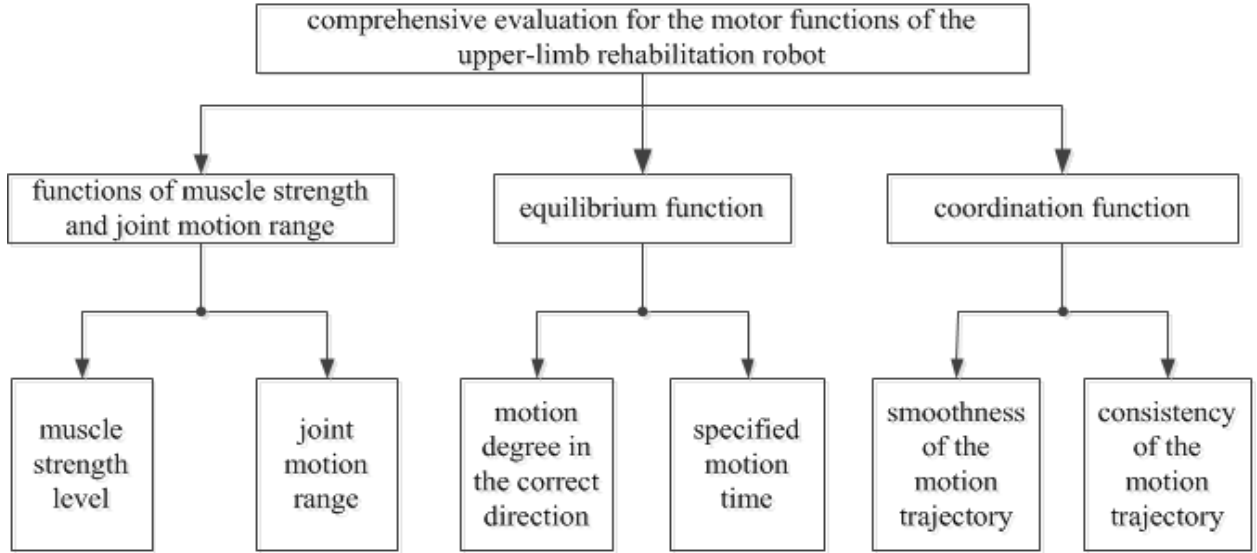 comprehensive evaluation for the motor functions of the
upper-limb rehabilitation robot
functions of muscle strength
and joint motion range
equilibrium function
coordination function
muscle
strength
level
joint
motion
range
motion
degree in
the correct
direction
specified
motion
time
smoothness
of the
motion
trajectory
consistency
of the
motion
trajectory